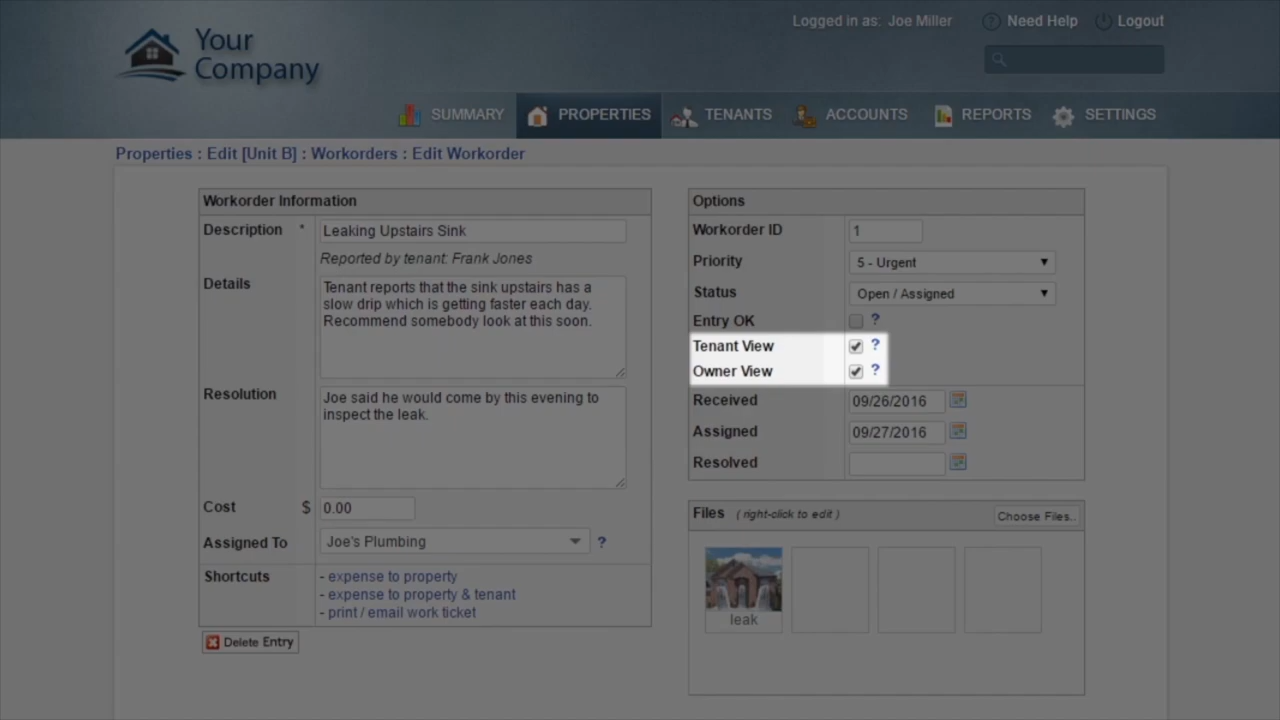 Your
Company
Logged in as: Joe Miller
? Need Help
Logout
SUMMARY
PROPERTIES
TENANTS
ACCOUNTS
REPORTS
SETTINGS
Properties : Edit [Unit B] : Workorders : Edit Workorder
Workorder Information
Description * Leaking Upstairs Sink
Reported by tenant: Frank Jones
Details
Tenant reports that the sink upstairs has a
slow drip which is getting faster each day.
Recommend somebody look at this soon.
Resolution
Joe said he would come by this evening to
inspect the leak.
Cost $ 0.00
Assigned To Joe's Plumbing ?
Shortcuts
- expense to property
- expense to property & tenant
- print / email work ticket
Delete Entry
Options
Workorder ID 1
Priority 5 - Urgent
Status Open / Assigned
Entry OK ?
Tenant View ?
Owner View ?
Received 09/26/2016
Assigned 09/27/2016
Resolved
Files ( right-click to edit ) Choose Files..
leak